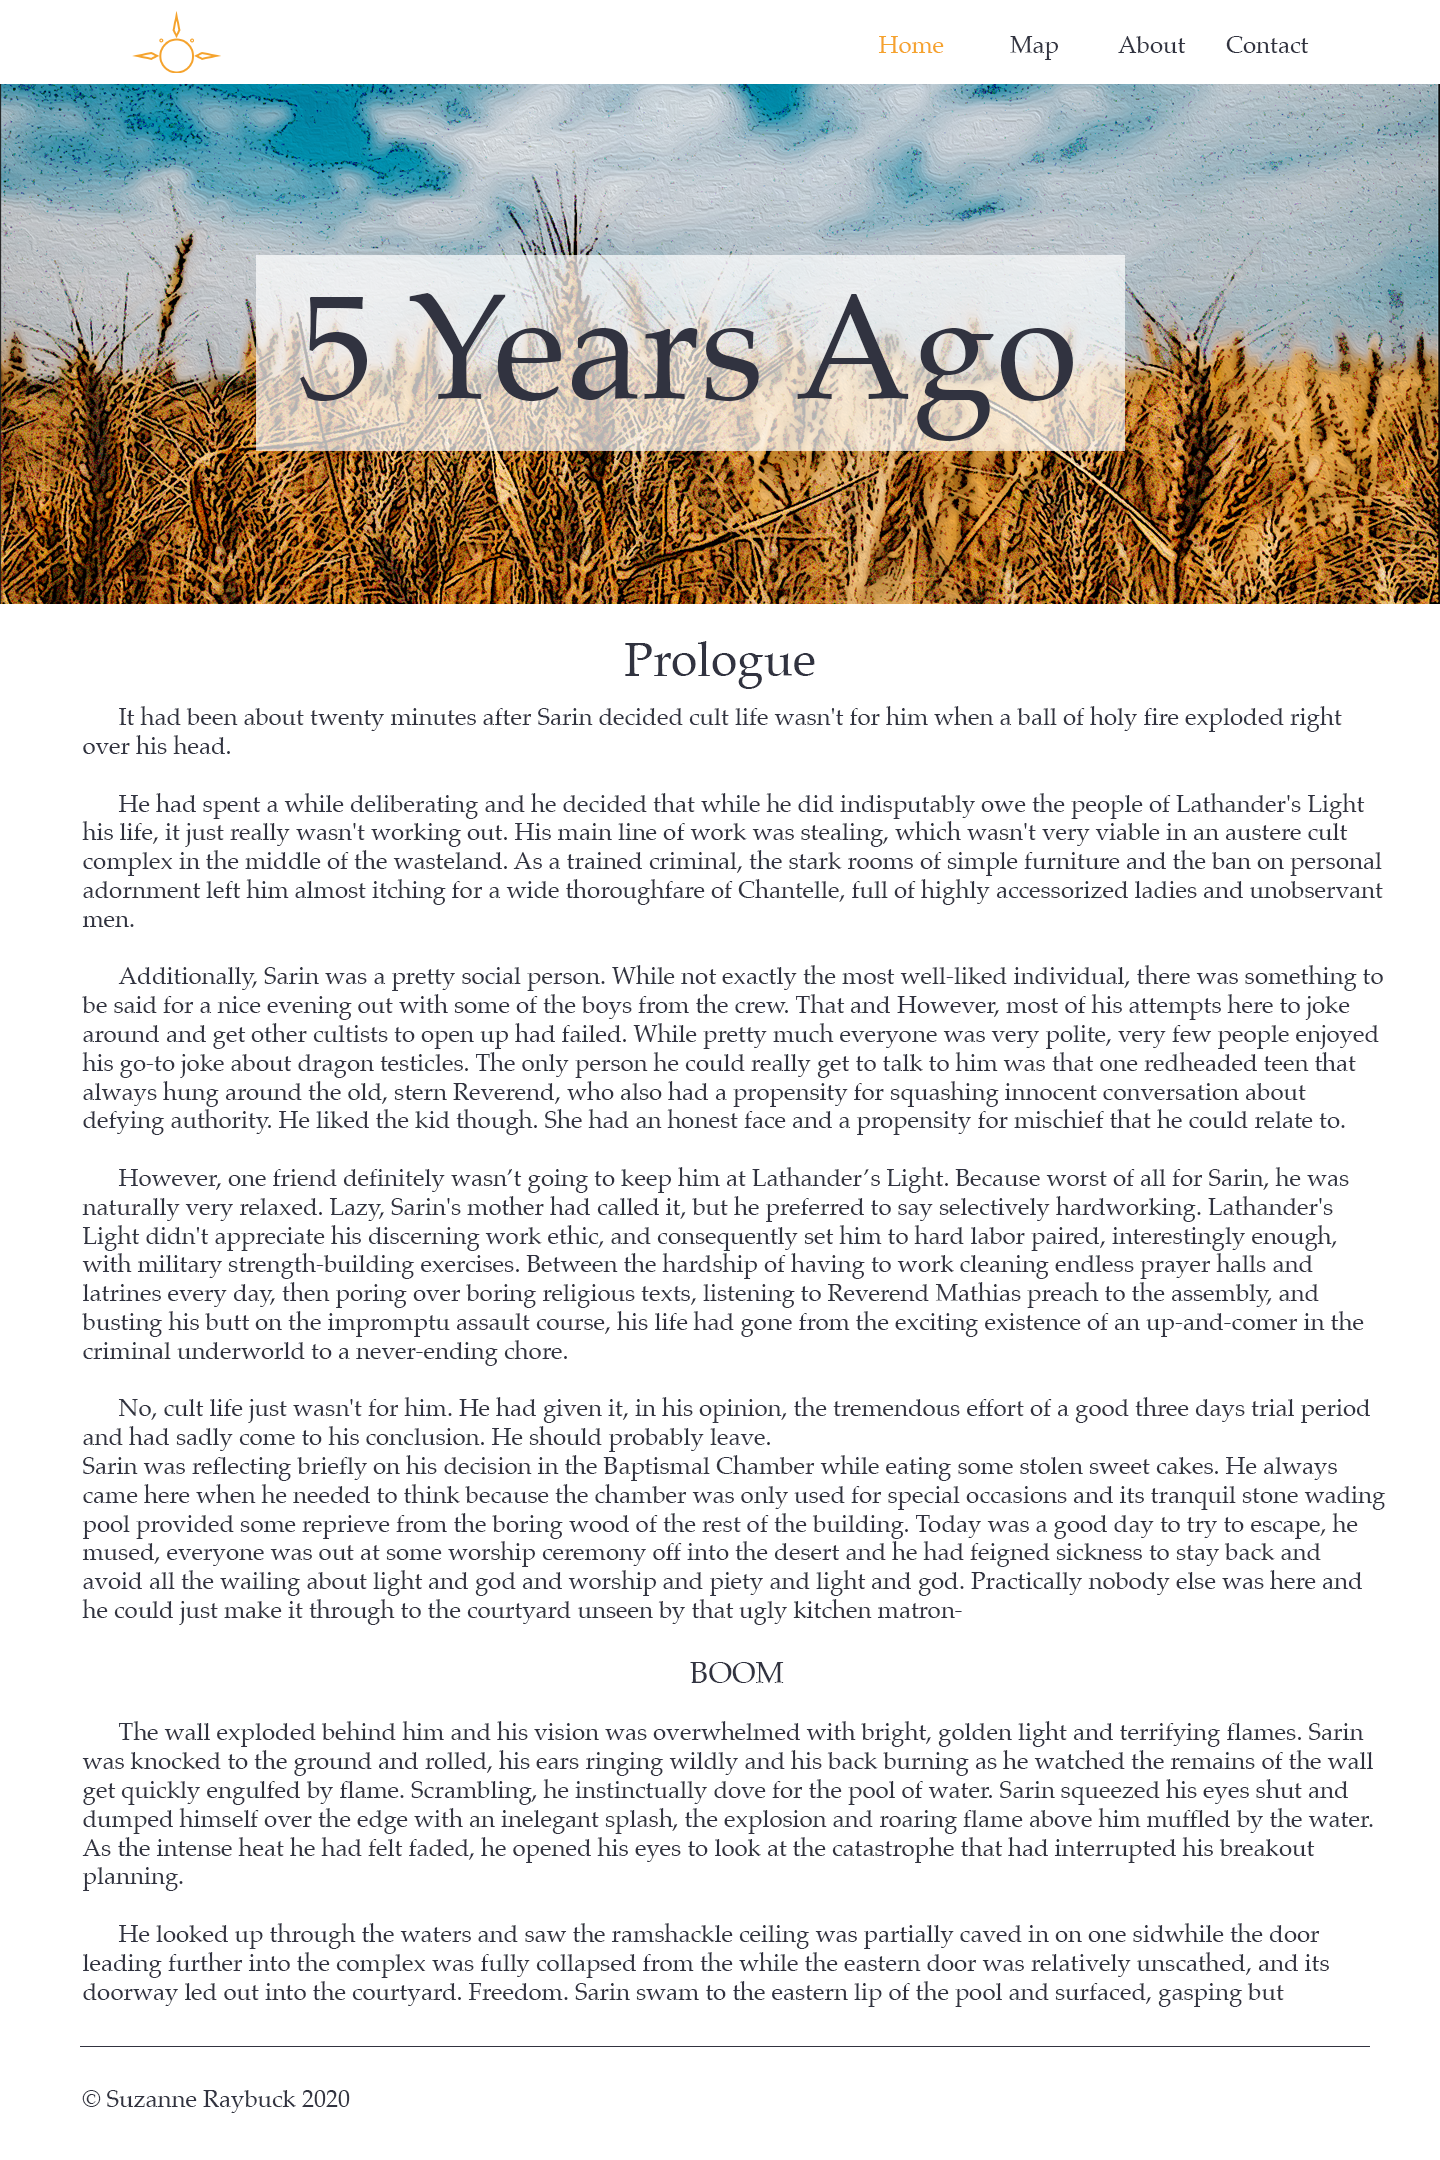 Home Map About Contact
5 Years Ago
Prologue
It had been about twenty minutes after Sarin decided cult life wasn't for him when a ball of holy fire exploded right
over his head.
He had spent a while deliberating and he decided that while he did indisputably owe the people of Lathander's Light
his life, it just really wasn't working out. His main line of work was stealing, which wasn't very viable in an austere cult
complex in the middle of the wasteland. As a trained criminal, the stark rooms of simple furniture and the ban on personal
adornment left him almost itching for a wide thoroughfare of Chantelle, full of highly accessorized ladies and unobservant
men.
Additionally, Sarin was a pretty social person. While not exactly the most well-liked individual, there was something to
be said for a nice evening out with some of the boys from the crew. That and However, most of his attempts here to joke
around and get other cultists to open up had failed. While pretty much everyone was very polite, very few people enjoyed
his go-to joke about dragon testicles. The only person he could really get to talk to him was that one redheaded teen that
always hung around the old, stern Reverend, who also had a propensity for squashing innocent conversation about
defying authority. He liked the kid though. She had an honest face and a propensity for mischief that he could relate to.
However, one friend definitely wasn’t going to keep him at Lathander’s Light. Because worst of all for Sarin, he was
naturally very relaxed. Lazy, Sarin's mother had called it, but he preferred to say selectively hardworking. Lathander's
Light didn't appreciate his discerning work ethic, and consequently set him to hard labor paired, interestingly enough,
with military strength-building exercises. Between the hardship of having to work cleaning endless prayer halls and
latrines every day, then poring over boring religious texts, listening to Reverend Mathias preach to the assembly, and
busting his butt on the impromptu assault course, his life had gone from the exciting existence of an up-and-comer in the
criminal underworld to a never-ending chore.
No, cult life just wasn't for him. He had given it, in his opinion, the tremendous effort of a good three days trial period
and had sadly come to his conclusion. He should probably leave.
Sarin was reflecting briefly on his decision in the Baptismal Chamber while eating some stolen sweet cakes. He always
came here when he needed to think because the chamber was only used for special occasions and its tranquil stone wading
pool provided some reprieve from the boring wood of the rest of the building. Today was a good day to try to escape, he
mused, everyone was out at some worship ceremony off into the desert and he had feigned sickness to stay back and
avoid all the wailing about light and god and worship and piety and light and god. Practically nobody else was here and
he could just make it through to the courtyard unseen by that ugly kitchen matron-
BOOM
The wall exploded behind him and his vision was overwhelmed with bright, golden light and terrifying flames. Sarin
was knocked to the ground and rolled, his ears ringing wildly and his back burning as he watched the remains of the wall
get quickly engulfed by flame. Scrambling, he instinctually dove for the pool of water. Sarin squeezed his eyes shut and
dumped himself over the edge with an inelegant splash, the explosion and roaring flame above him muffled by the water.
As the intense heat he had felt faded, he opened his eyes to look at the catastrophe that had interrupted his breakout
planning.
He looked up through the waters and saw the ramshackle ceiling was partially caved in on one sidwhile the door
leading further into the complex was fully collapsed from the while the eastern door was relatively unscathed, and its
doorway led out into the courtyard. Freedom. Sarin swam to the eastern lip of the pool and surfaced, gasping but
© Suzanne Raybuck 2020